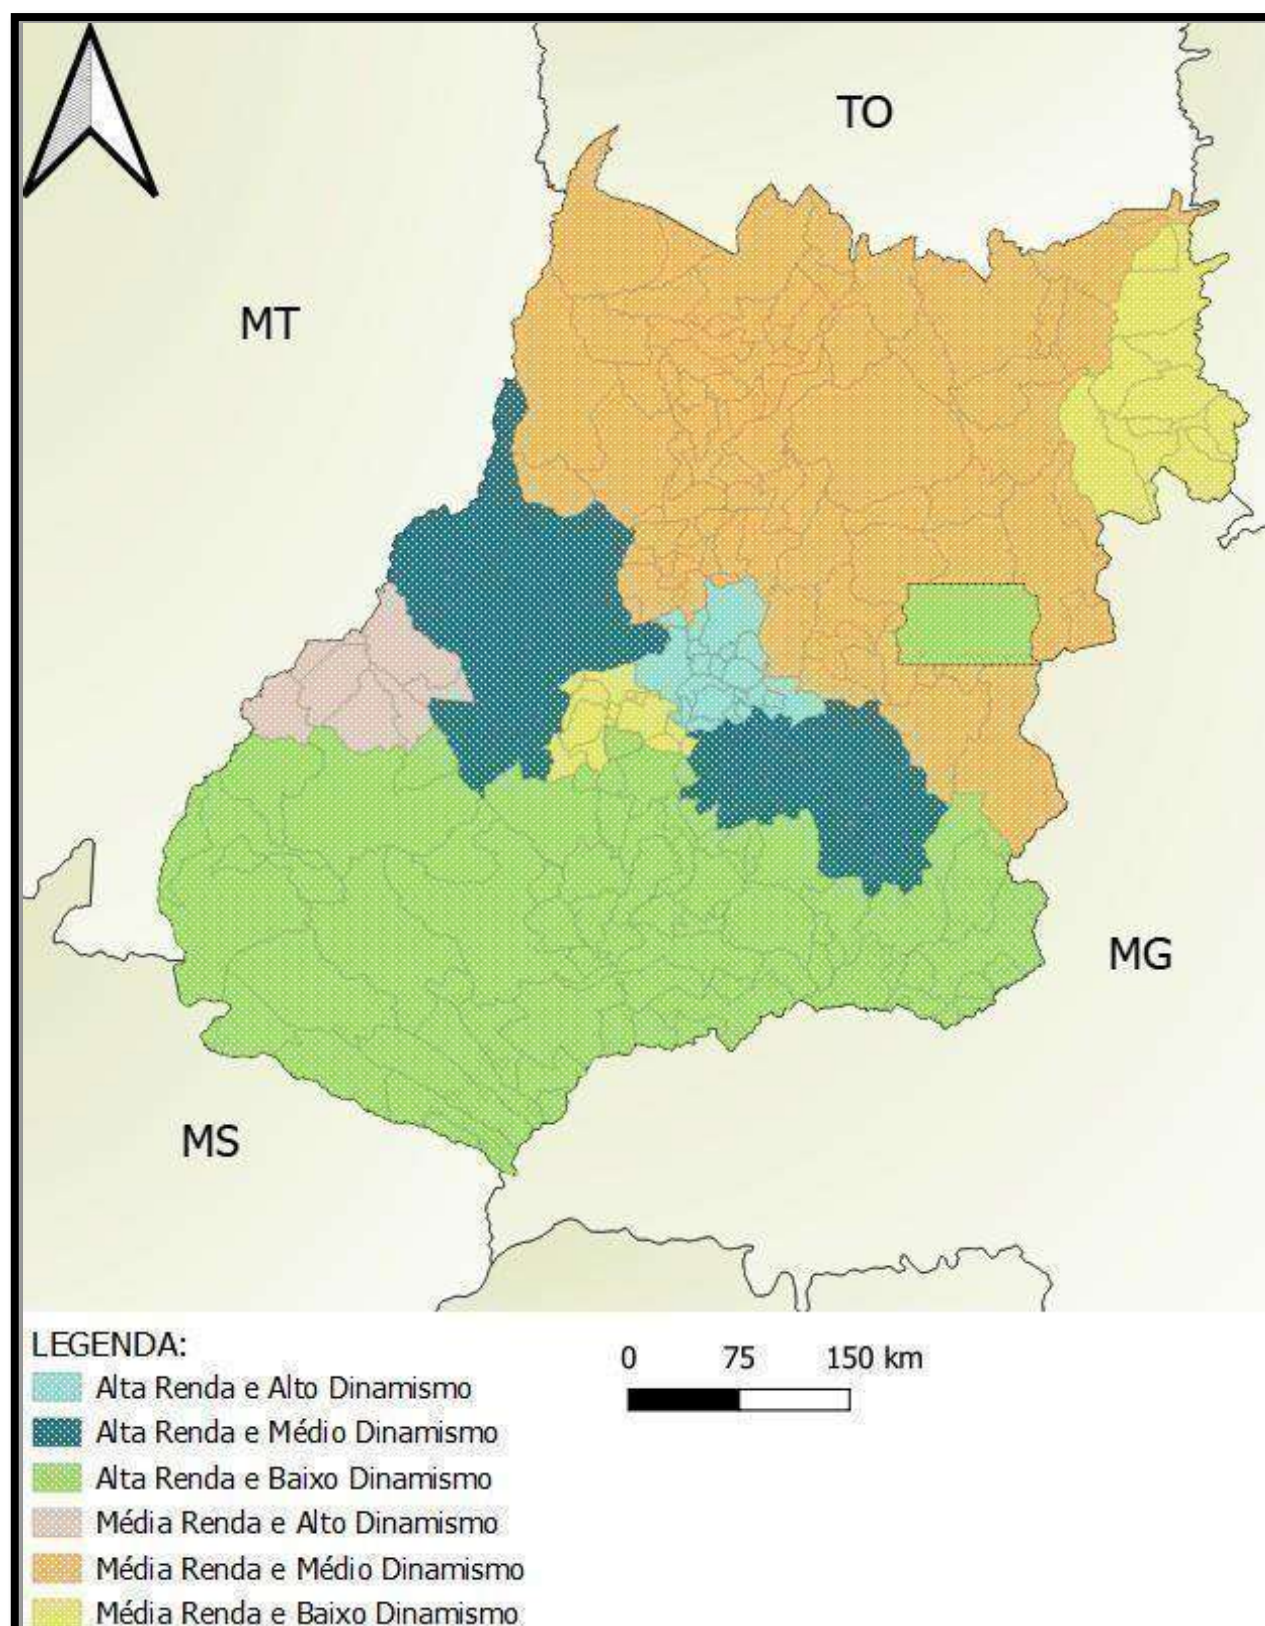 TO
MT
MG
MS
LEGENDA:
0 75 150 km
Alta Renda e Alto Dinamismo
Alta Renda e Médio Dinamismo
Alta Renda e Baixo Dinamismo
Média Renda e Alto Dinamismo
Média Renda e Médio Dinamismo
Média Renda e Baixo Dinamismo